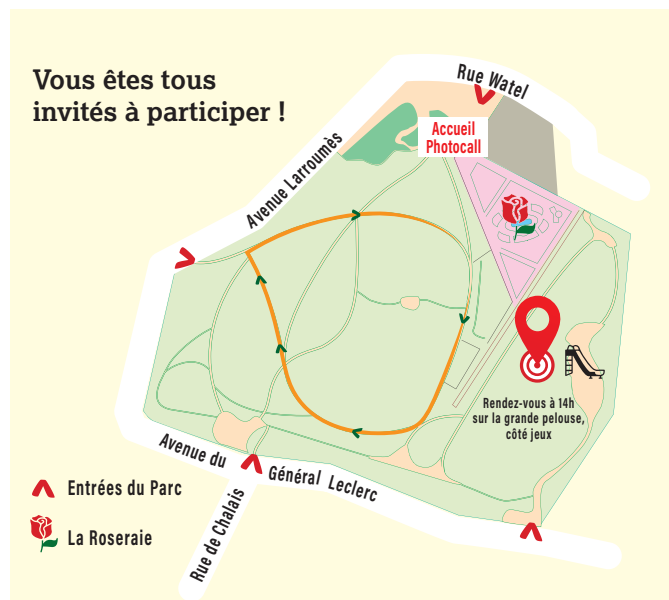 Vous êtes tous
invités à participer !
Rue Watel
Accueil
Photocall
Avenue Larroumès
Rendez-vous à 14h
sur la grande pelouse,
côté jeux
Avenue du Général Leclerc
Rue de Chalais
Entrées du Parc
La Roseraie